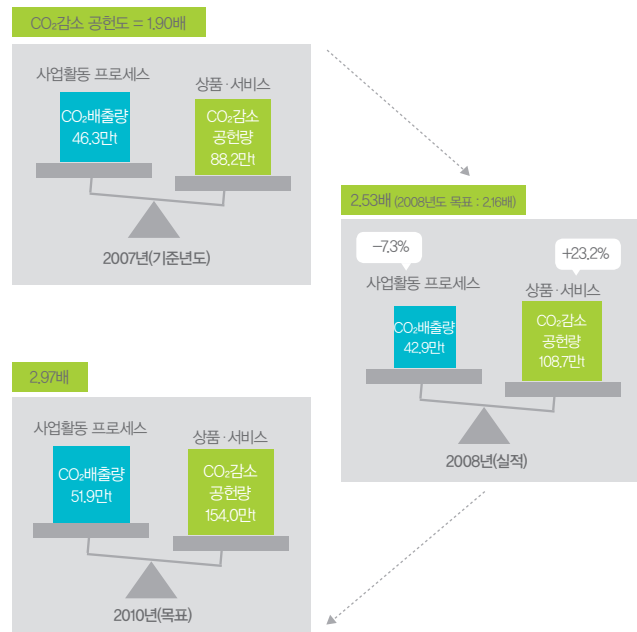 CO₂감소 공헌도 = 1.90배
사업활동 프로세스
상품·서비스
CO₂배출량
46.3만t
CO₂감소
공헌량
88.2만t
2007년(기준년도)
2.53배 (2008년도 목표 : 2.16배)
-7.3%
+23.2%
사업활동 프로세스
상품·서비스
CO₂배출량
42.9만t
CO₂감소
공헌량
108.7만t
2008년(실적)
2.97배
사업활동 프로세스
상품·서비스
CO₂배출량
51.9만t
CO₂감소
공헌량
154.0만t
2010년(목표)